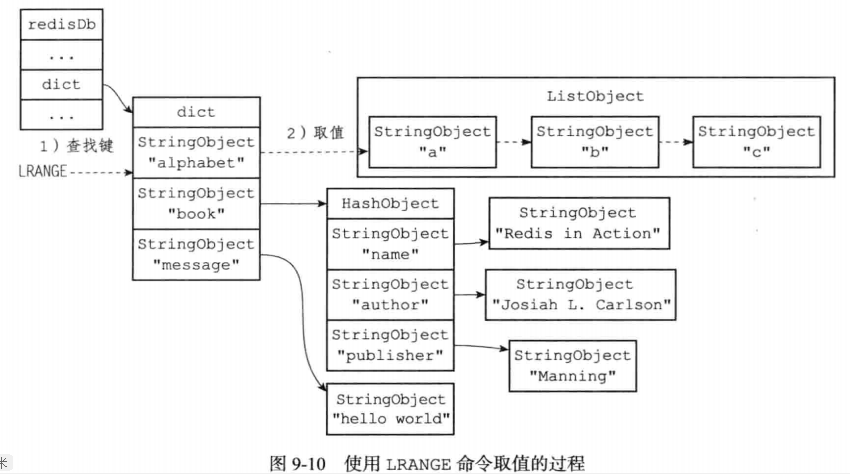 redisDb
...
dict
...
dict
StringObject
"alphabet"
StringObject
"book"
StringObject
"message"
1）查找键
LRANGE
2）取值
ListObject
StringObject
"a"
StringObject
"b"
StringObject
"c"
HashObject
StringObject
"name"
StringObject
"author"
StringObject
"publisher"
StringObject
"Redis in Action"
StringObject
"Josiah L. Carlson"
StringObject
"Manning"
StringObject
"hello world"
图 9-10 使用 LRANGE 命令取值的过程